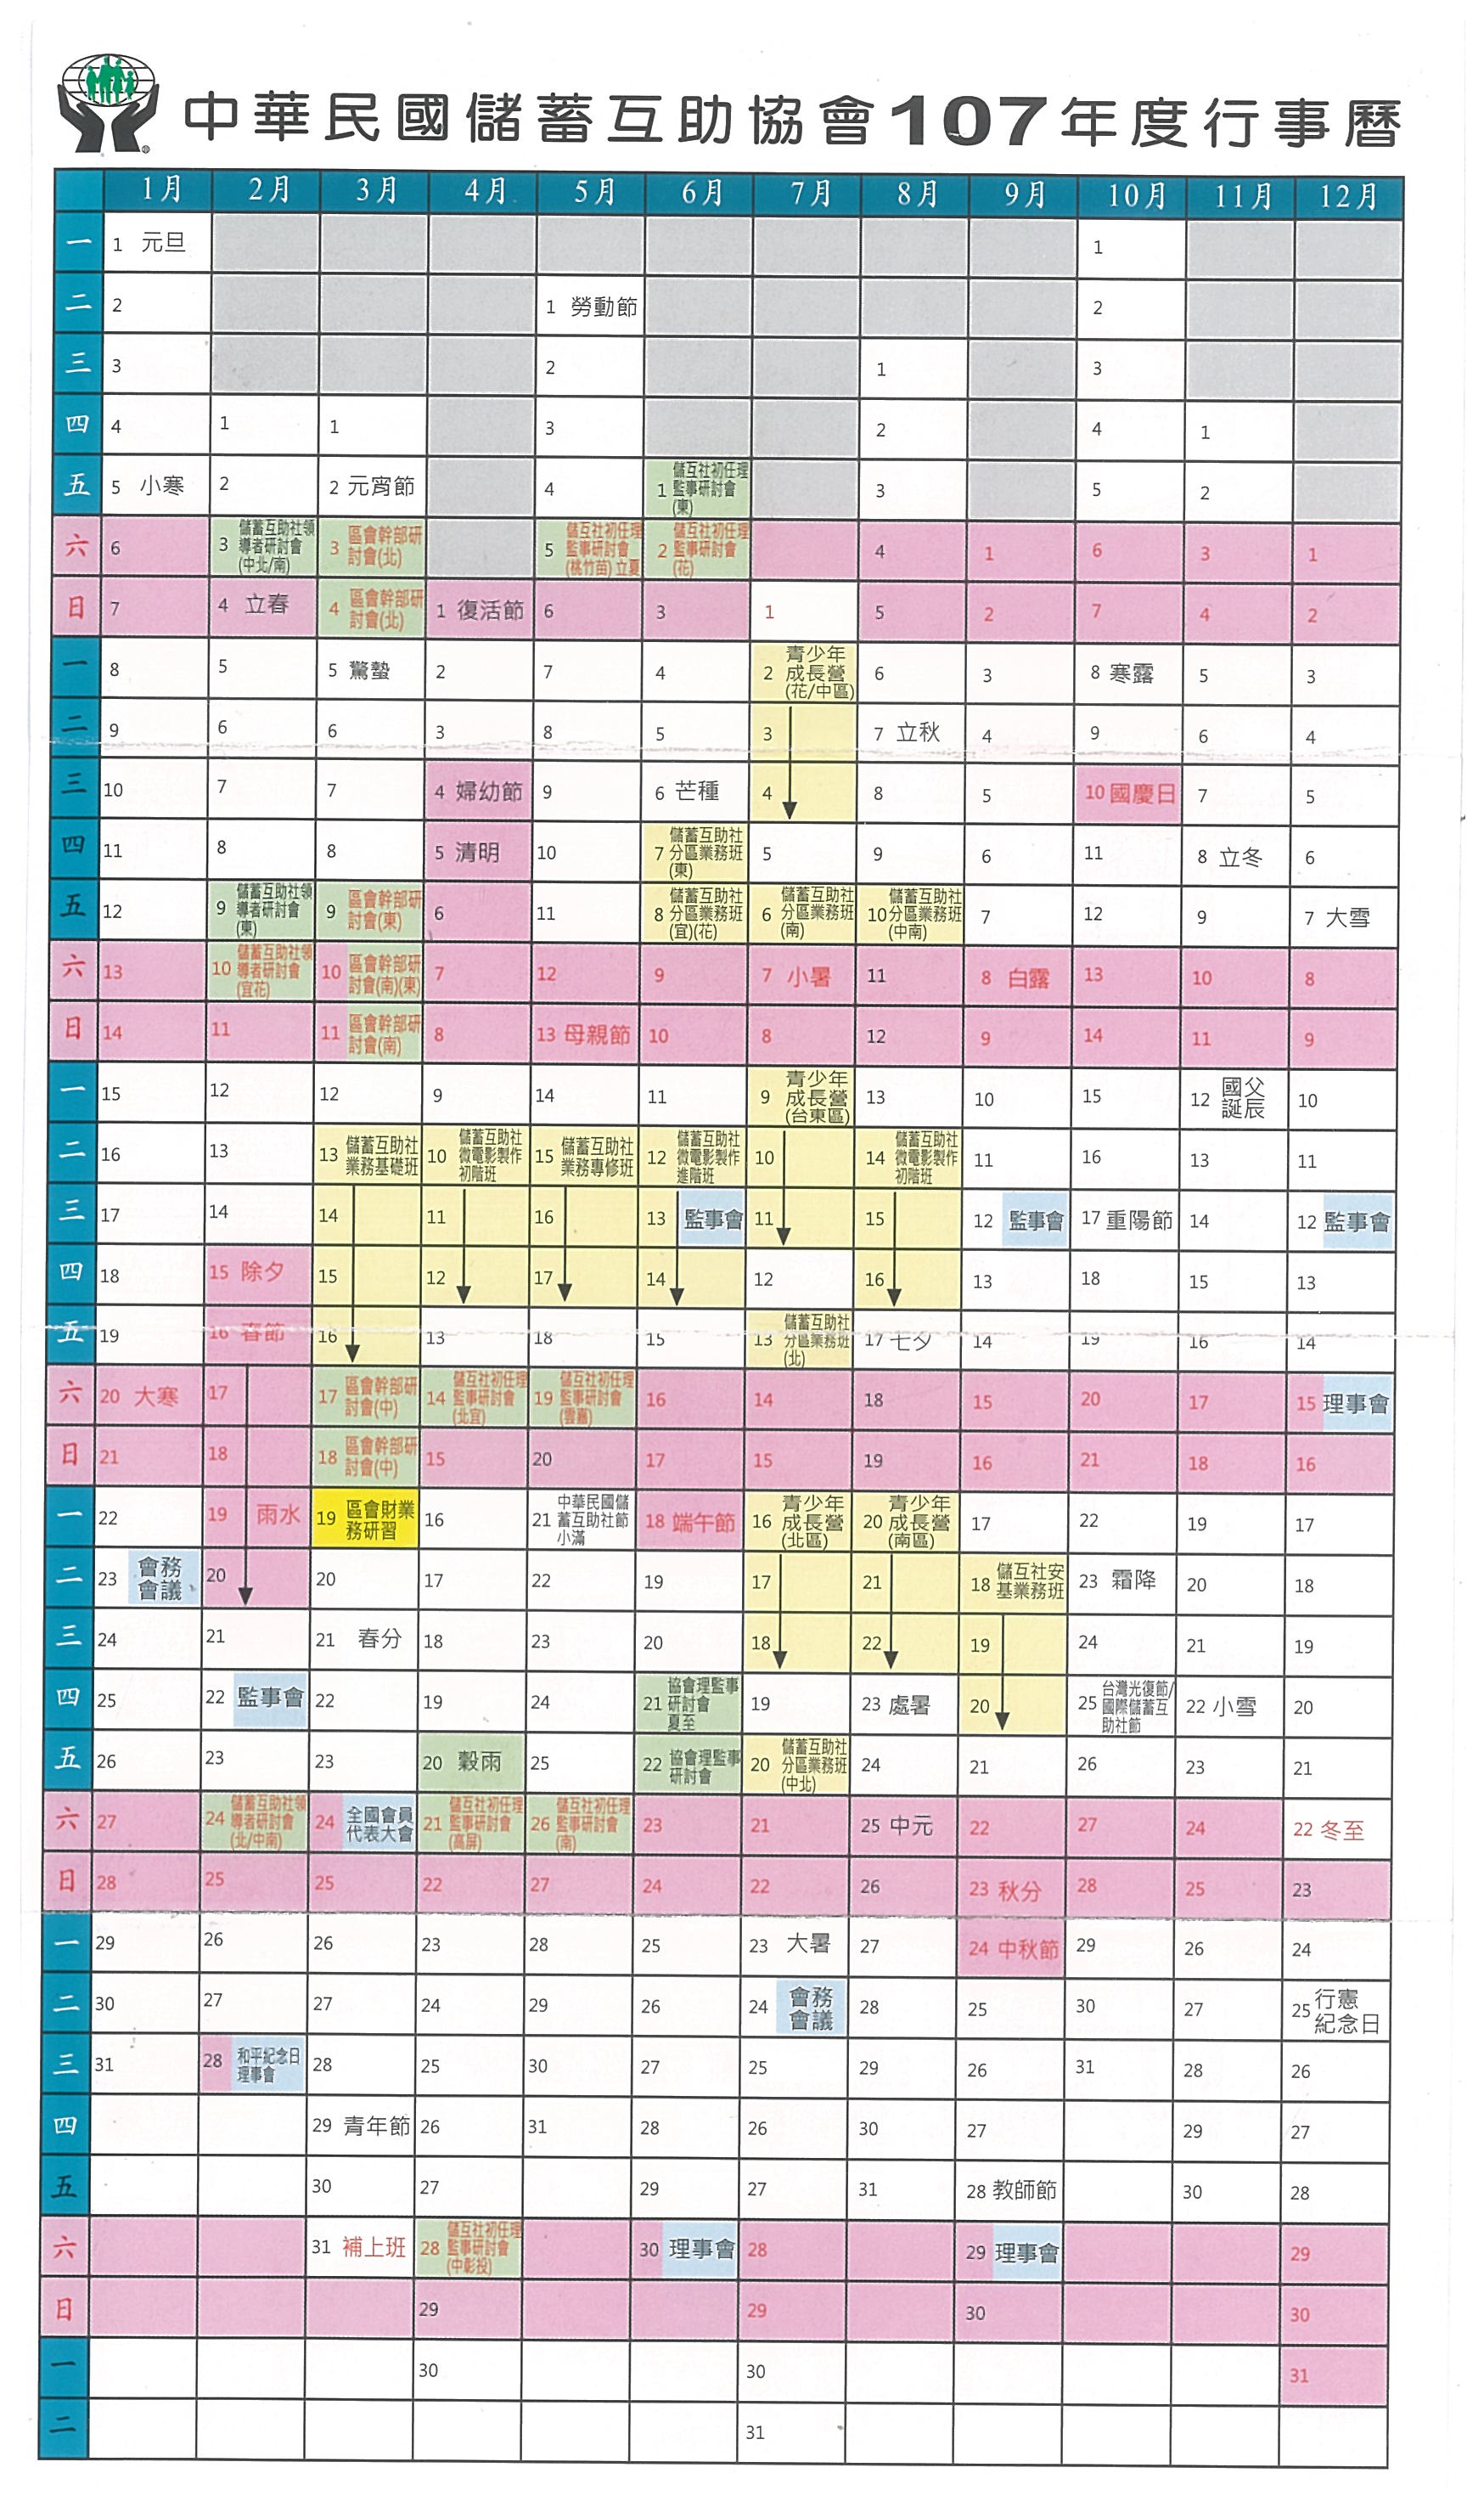 中華民國儲蓄互助協會107年度行事曆
1月 2月 3月 4月 5月 6月 7月 8月 9月 10月 11月 12月
一 1 元旦 1
二 2 1 勞動節 2
三 3 2 1 3
四 4 1 1 3 2 4 1
五 5 小寒 2 2 元宵節 4 1 儲互社初任理監事研討會(東) 3 5 2
六 6 3 儲蓄互助社領導者研討會(中北/南) 3 區會幹部研討會(北) 5 儲互社初任理監事研討會(桃竹苗) 立夏 2 儲互社初任理監事研討會(花) 4 1 6 3 1
日 7 4 立春 4 區會幹部研討會(北) 1 復活節 6 3 1 5 2 7 4 2
一 8 5 5 驚蟄 2 7 4 2 青少年成長營(花/中區) 6 3 8 寒露 5 3
二 9 6 6 3 8 5 3 7 立秋 4 9 6 4
三 10 7 7 4 婦幼節 9 6 芒種 4 8 5 10 國慶日 7 5
四 11 8 8 5 清明 10 7 儲蓄互助社分區業務班(東) 5 9 6 11 8 立冬 6
五 12 9 儲蓄互助社領導者研討會(東) 9 區會幹部研討會(東) 6 11 8 儲蓄互助社分區業務班(宜)(花) 6 儲蓄互助社分區業務班(南) 10 儲蓄互助社分區業務班(中南) 7 12 9 7 大雪
六 13 10 儲蓄互助社領導者研討會(宜花) 10 區會幹部研討會(南)(東) 7 12 9 7 小暑 11 8 白露 13 10 8
日 14 11 11 區會幹部研討會(南) 8 13 母親節 10 8 12 9 14 11 9
一 15 12 12 9 14 11 9 青少年成長營(台東區) 13 10 15 12 國父誕辰 10
二 16 13 13 儲蓄互助社業務基礎班 10 儲蓄互助社微電影製作初階班 15 儲蓄互助社業務專修班 12 儲蓄互助社微電影製作進階班 10 14 儲蓄互助社微電影製作初階班 11 16 13 11
三 17 14 14 11 16 13 監事會 11 15 12 監事會 17 重陽節 14 12 監事會
四 18 15 除夕 15 12 17 14 12 16 13 18 15 13
五 19 16 春節 16 13 18 15 13 儲蓄互助社分區業務班(北) 17 七夕 14 19 16 14
六 20 大寒 17 17 區會幹部研討會(中) 14 儲互社初任理監事研討會(北宜) 19 儲互社初任理監事研討會(雲嘉) 16 14 18 15 20 17 15 理事會
日 21 18 18 區會幹部研討會(中) 15 20 17 15 19 16 21 18 16
一 22 19 雨水 19 區會財業務研習 16 21 中華民國儲蓄互助社節 小滿 18 端午節 16 青少年成長營(北區) 20 青少年成長營(南區) 17 22 19 17
二 23 會務會議 20 20 17 22 19 17 21 18 儲互社安基業務班 23 霜降 20 18
三 24 21 21 春分 18 23 20 18 22 19 24 21 19
四 25 22 監事會 22 19 24 21 協會理監事研討會 夏至 19 23 處暑 20 25 台灣光復節/國際儲蓄互助社節 22 小雪 20
五 26 23 23 20 穀雨 25 22 協會理監事研討會 20 儲蓄互助社分區業務班(中北) 24 21 26 23 21
六 27 24 儲蓄互助社領導者研討會(北/中南) 24 全國會員代表大會 21 儲互社初任理監事研討會(高屏) 26 儲互社初任理監事研討會(南) 23 21 25 中元 22 27 24 22 冬至
日 28 25 25 22 27 24 22 26 23 秋分 28 25 23
一 29 26 26 23 28 25 23 大暑 27 24 中秋節 29 26 24
二 30 27 27 24 29 26 24 會務會議 28 25 30 27 25 行憲紀念日
三 31 28 和平紀念日 理事會 28 25 30 27 25 29 26 31 28 26
四 29 青年節 26 31 28 26 30 27 29 27
五 30 27 29 27 31 28 教師節 30 28
六 31 補上班 28 儲互社初任理監事研討會(中彰投) 30 理事會 28 29 理事會 29
日 29 29 30 30
一 30 30 31
二 31